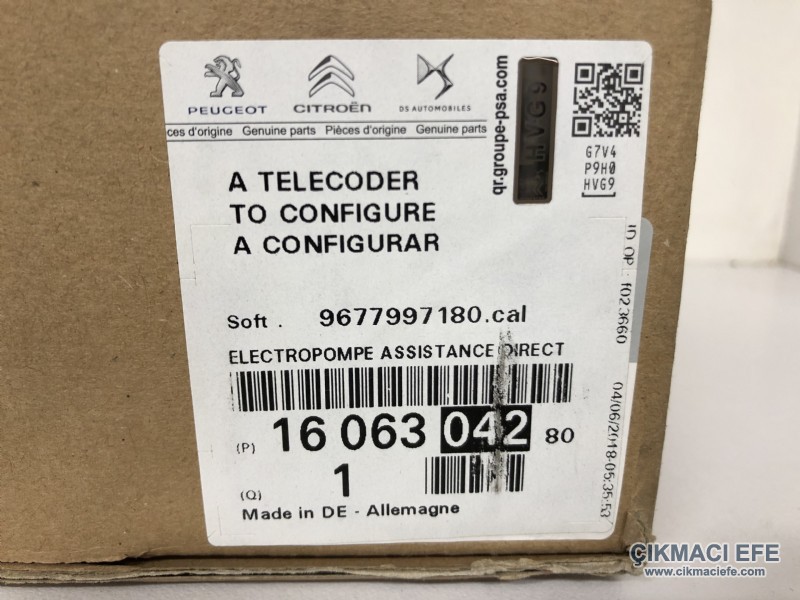 PEUGEOT
CITROËN
DS AUTOMOBILES
ces d'origine Genuine parts Pièces d'origine Genuine parts
qr.groupe-psa.com
HVG9
G7V4
P9H0
HVG9
A TELECODER
TO CONFIGURE
A CONFIGURAR
Soft . 9677997180.cal
ELECTROPOMPE ASSISTANCE DIRECT
(P) 16 063 042 80
(Q) 1
Made in DE - Allemagne
ID OP : f023660
04/06/2018-05:35:53
ÇIKMACI EFE
www.cikmaciefe.com